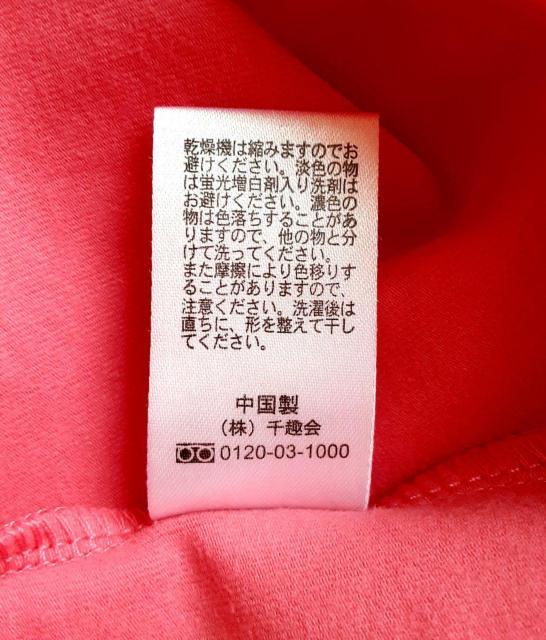 乾燥機は縮みますのでお
避けください。淡色の物
は蛍光増白剤入り洗剤は
お避けください。濃色の
物は色落ちすることがあ
りますので、他の物と分
けて洗ってください。
また摩擦により色移りす
ることがありますので、
注意ください。洗濯後は
直ちに、形を整えて干し
てください。
中国製
（株）千趣会
0120-03-1000